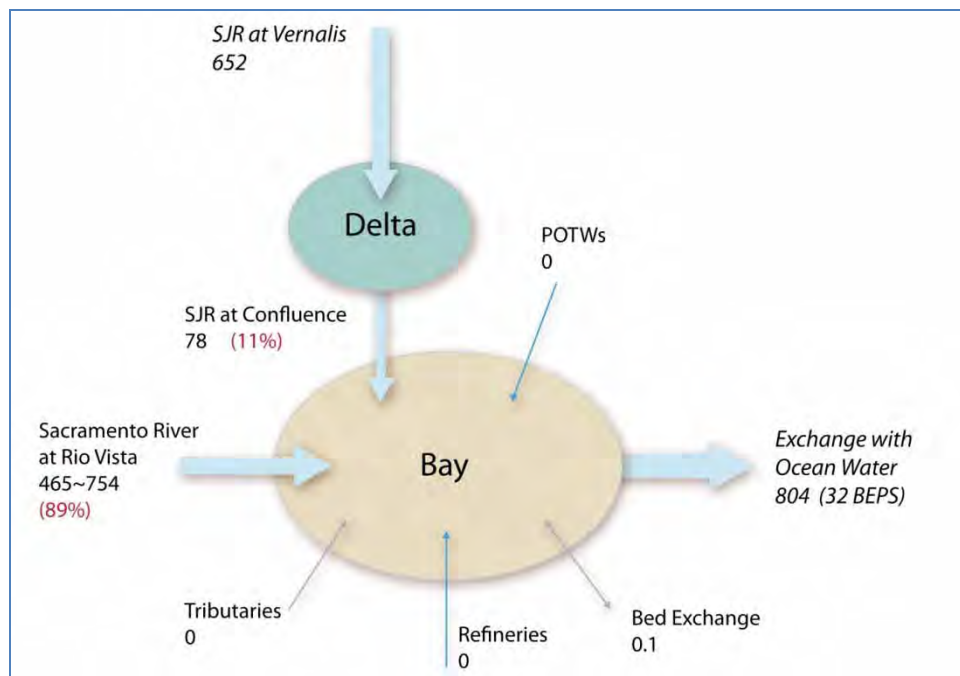 SJR at Vernalis
652
Delta
POTWs
0
SJR at Confluence
78 (11%)
Sacramento River
at Rio Vista
465~754
(89%)
Bay
Exchange with
Ocean Water
804 (32 BEPS)
Tributaries
0
Refineries
0
Bed Exchange
0.1